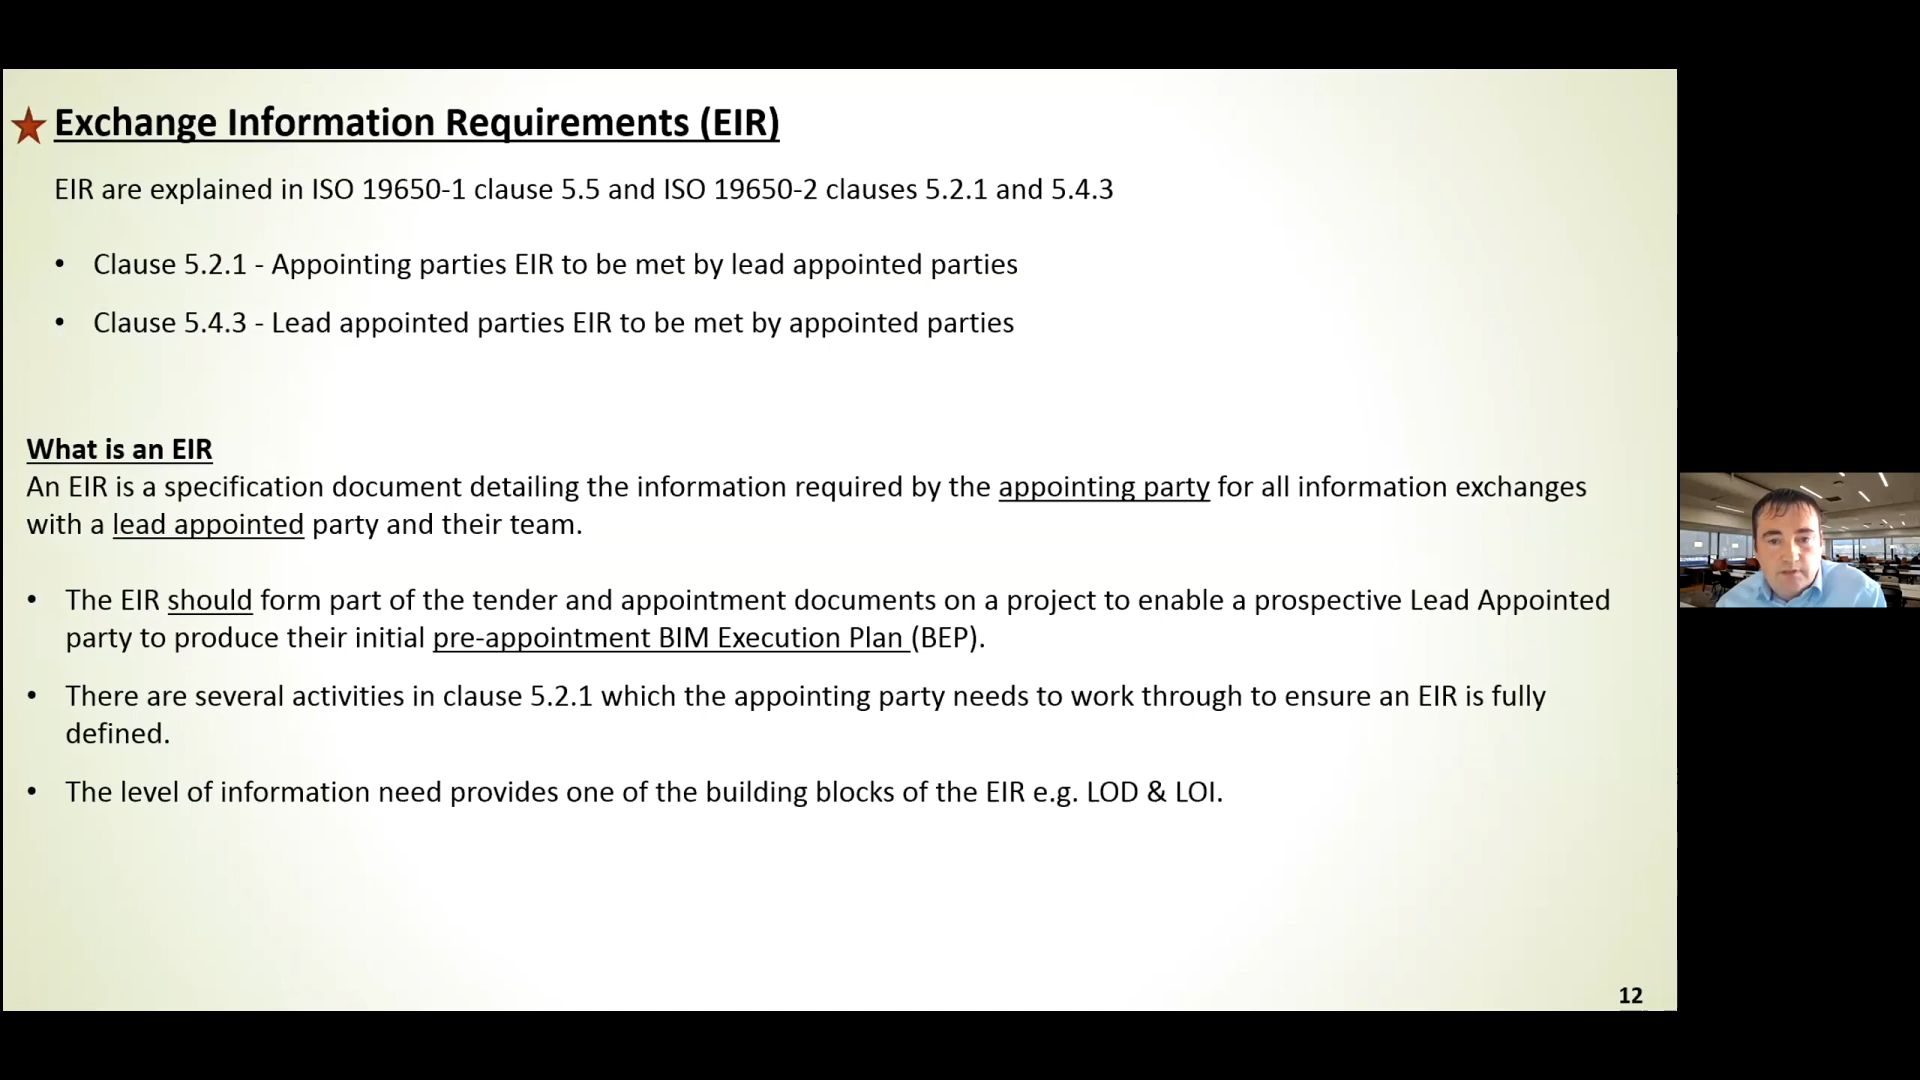 Exchange Information Requirements (EIR)
EIR are explained in ISO 19650-1 clause 5.5 and ISO 19650-2 clauses 5.2.1 and 5.4.3
• Clause 5.2.1 - Appointing parties EIR to be met by lead appointed parties
• Clause 5.4.3 - Lead appointed parties EIR to be met by appointed parties
What is an EIR
An EIR is a specification document detailing the information required by the appointing party for all information exchanges
with a lead appointed party and their team.
• The EIR should form part of the tender and appointment documents on a project to enable a prospective Lead Appointed
party to produce their initial pre-appointment BIM Execution Plan (BEP).
• There are several activities in clause 5.2.1 which the appointing party needs to work through to ensure an EIR is fully
defined.
• The level of information need provides one of the building blocks of the EIR e.g. LOD & LOI.
12